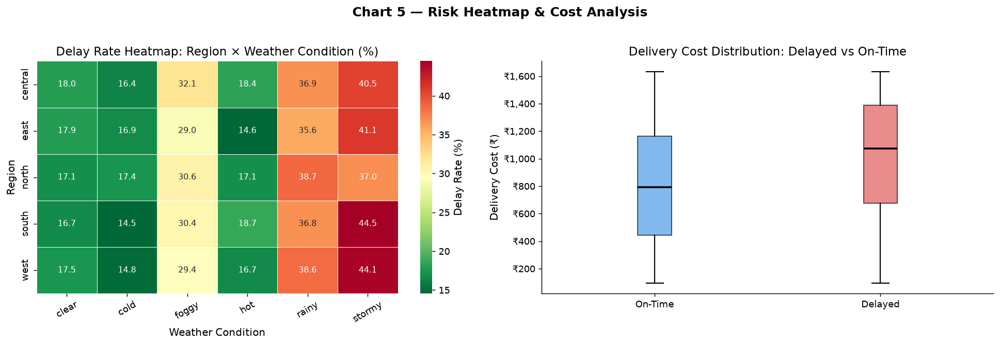 Chart 5 — Risk Heatmap & Cost Analysis
Delay Rate Heatmap: Region × Weather Condition (%)
Region
central 18.0 16.4 32.1 18.4 36.9 40.5
east 17.9 16.9 29.0 14.6 35.6 41.1
north 17.1 17.4 30.6 17.1 38.7 37.0
south 16.7 14.5 30.4 18.7 36.8 44.5
west 17.5 14.8 29.4 16.7 38.6 44.1
clear cold foggy hot rainy stormy
Weather Condition
40
35
30
25
20
15
Delay Rate (%)
Delivery Cost Distribution: Delayed vs On-Time
Delivery Cost (₹)
₹1,600
₹1,400
₹1,200
₹1,000
₹800
₹600
₹400
₹200
On-Time Delayed